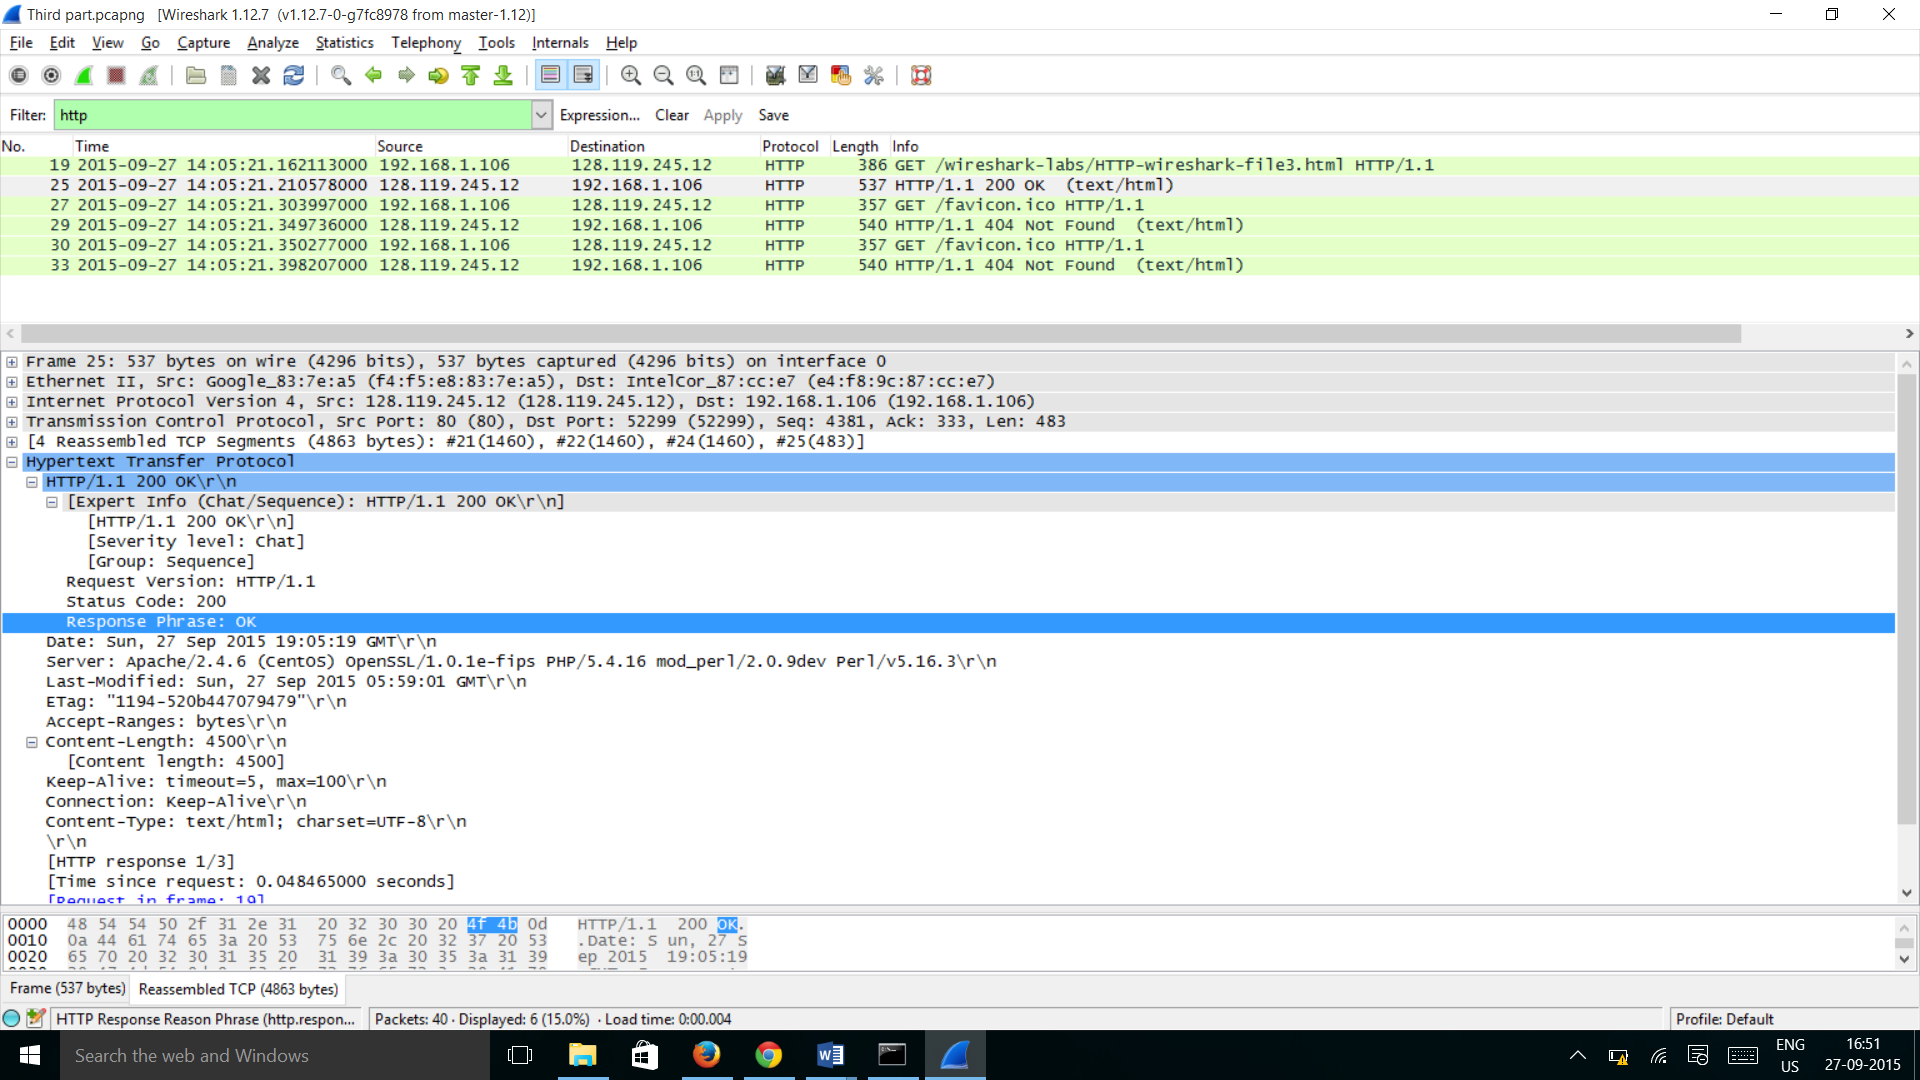 Third part.pcapng [Wireshark 1.12.7 (v1.12.7-0-g7fc8978 from master-1.12)]
File Edit View Go Capture Analyze Statistics Telephony Tools Internals Help
Filter: http Expression... Clear Apply Save
No. Time Source Destination Protocol Length Info
19 2015-09-27 14:05:21.162113000 192.168.1.106 128.119.245.12 HTTP 386 GET /wireshark-labs/HTTP-wireshark-file3.html HTTP/1.1
25 2015-09-27 14:05:21.210578000 128.119.245.12 192.168.1.106 HTTP 537 HTTP/1.1 200 OK (text/html)
27 2015-09-27 14:05:21.303997000 192.168.1.106 128.119.245.12 HTTP 357 GET /favicon.ico HTTP/1.1
29 2015-09-27 14:05:21.349736000 128.119.245.12 192.168.1.106 HTTP 540 HTTP/1.1 404 Not Found (text/html)
30 2015-09-27 14:05:21.350277000 192.168.1.106 128.119.245.12 HTTP 357 GET /favicon.ico HTTP/1.1
33 2015-09-27 14:05:21.398207000 128.119.245.12 192.168.1.106 HTTP 540 HTTP/1.1 404 Not Found (text/html)
Frame 25: 537 bytes on wire (4296 bits), 537 bytes captured (4296 bits) on interface 0
Ethernet II, Src: Google_83:7e:a5 (f4:f5:e8:83:7e:a5), Dst: IntelCor_87:cc:e7 (e4:f8:9c:87:cc:e7)
Internet Protocol Version 4, Src: 128.119.245.12 (128.119.245.12), Dst: 192.168.1.106 (192.168.1.106)
Transmission Control Protocol, Src Port: 80 (80), Dst Port: 52299 (52299), Seq: 4381, Ack: 333, Len: 483
[4 Reassembled TCP Segments (4863 bytes): #21(1460), #22(1460), #24(1460), #25(483)]
Hypertext Transfer Protocol
HTTP/1.1 200 OK\r\n
[Expert Info (Chat/Sequence): HTTP/1.1 200 OK\r\n]
[HTTP/1.1 200 OK\r\n]
[Severity level: Chat]
[Group: Sequence]
Request Version: HTTP/1.1
Status Code: 200
Response Phrase: OK
Date: Sun, 27 Sep 2015 19:05:19 GMT\r\n
Server: Apache/2.4.6 (CentOS) OpenSSL/1.0.1e-fips PHP/5.4.16 mod_perl/2.0.9dev Perl/v5.16.3\r\n
Last-Modified: Sun, 27 Sep 2015 05:59:01 GMT\r\n
ETag: "1194-520b447079479"\r\n
Accept-Ranges: bytes\r\n
Content-Length: 4500\r\n
[Content length: 4500]
Keep-Alive: timeout=5, max=100\r\n
Connection: Keep-Alive\r\n
Content-Type: text/html; charset=UTF-8\r\n
\r\n
[HTTP response 1/3]
[Time since request: 0.048465000 seconds]
[Request in frame: 19]
0000 48 54 54 50 2f 31 2e 31 20 32 30 30 20 4f 4b 0d HTTP/1.1 200 OK.
0010 0a 44 61 74 65 3a 20 53 75 6e 2c 20 32 37 20 53 .Date: S un, 27 S
0020 65 70 20 32 30 31 35 20 31 39 3a 30 35 3a 31 39 ep 2015 19:05:19
Frame (537 bytes) Reassembled TCP (4863 bytes)
HTTP Response Reason Phrase (http.respon... Packets: 40 · Displayed: 6 (15.0%) · Load time: 0:00.004 Profile: Default
Search the web and Windows
ENG
US
16:51
27-09-2015